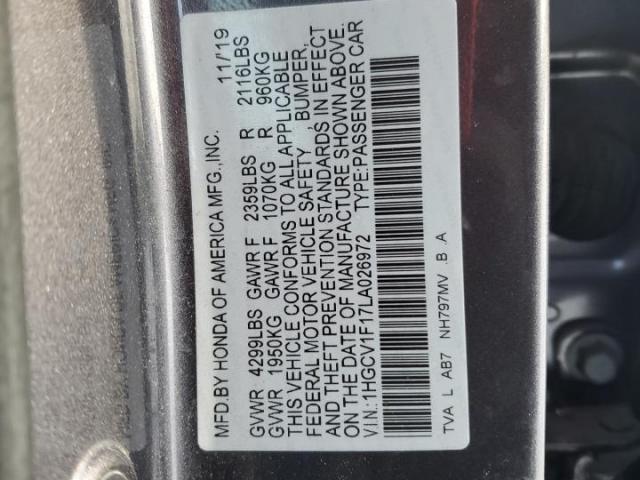 MFD.BY HONDA OF AMERICA MFG.,INC. 11/19
GVWR 4299LBS GAWR F 2359LBS R 2116LBS
GVWR 1950KG GAWR F 1070KG R 960KG
THIS VEHICLE CONFORMS TO ALL APPLICABLE
FEDERAL MOTOR VEHICLE SAFETY , BUMPER,
AND THEFT PREVENTION STANDARDS IN EFFECT
ON THE DATE OF MANUFACTURE SHOWN ABOVE.
VIN:1HGCV1F17LA026972 TYPE:PASSENGER CAR
TVA L AB7 NH797MV B A